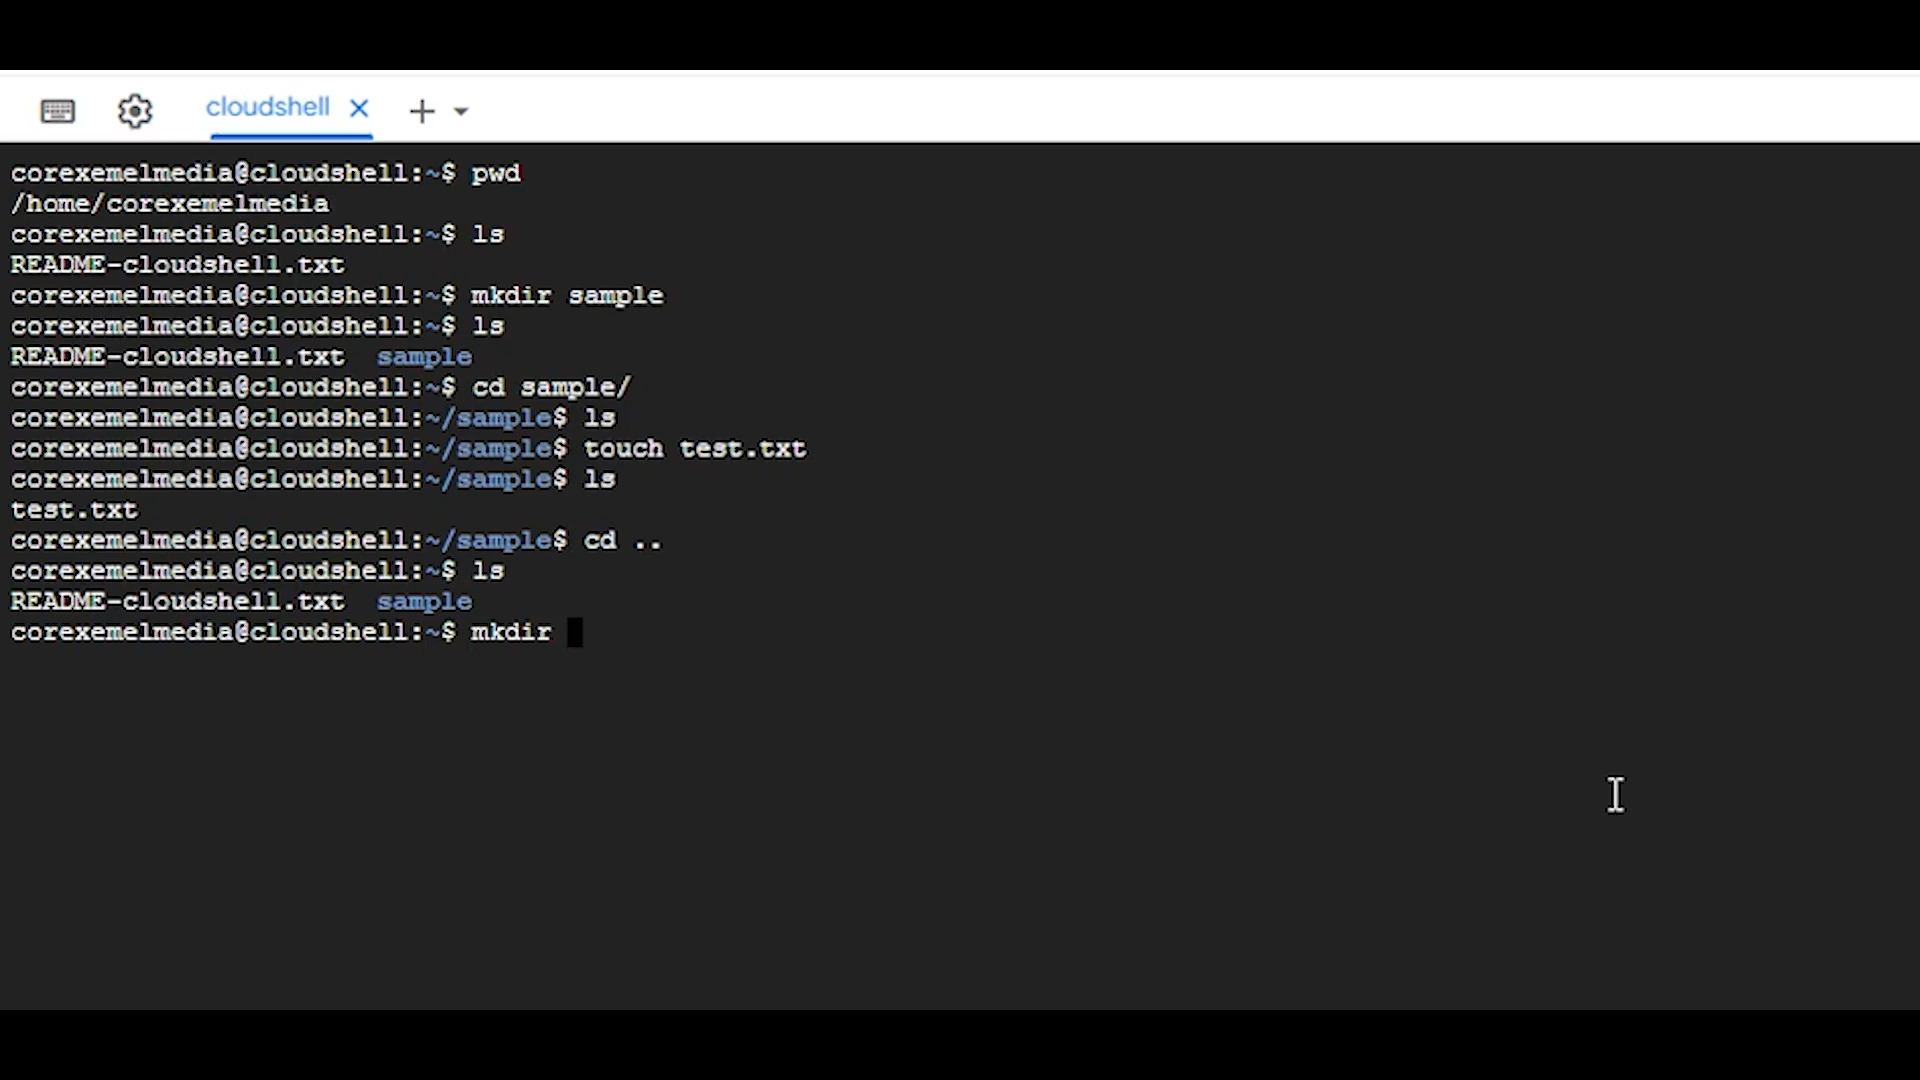 cloudshell
corexemelmedia@cloudshell:~$ pwd
/home/corexemelmedia
corexemelmedia@cloudshell:~$ ls
README-cloudshell.txt
corexemelmedia@cloudshell:~$ mkdir sample
corexemelmedia@cloudshell:~$ ls
README-cloudshell.txt  sample
corexemelmedia@cloudshell:~$ cd sample/
corexemelmedia@cloudshell:~/sample$ ls
corexemelmedia@cloudshell:~/sample$ touch test.txt
corexemelmedia@cloudshell:~/sample$ ls
test.txt
corexemelmedia@cloudshell:~/sample$ cd ..
corexemelmedia@cloudshell:~$ ls
README-cloudshell.txt  sample
corexemelmedia@cloudshell:~$ mkdir